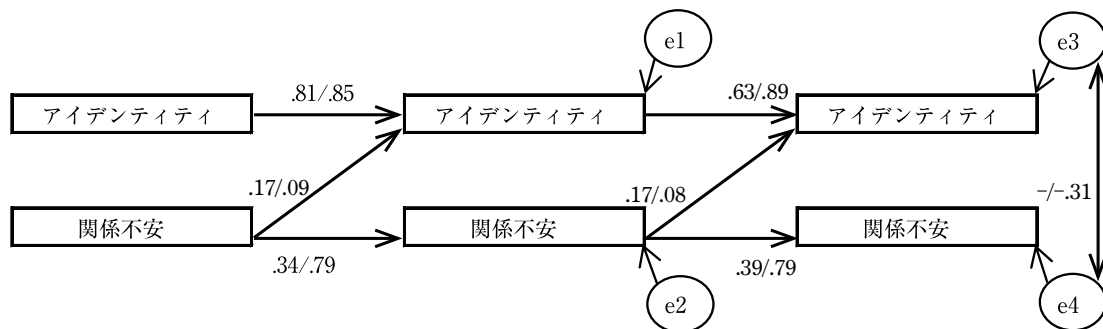 e1
e3
.81/.85
.63/.89
アイデンティティ
アイデンティティ
アイデンティティ
.17/.09
.17/.08
-/-.31
関係不安
関係不安
関係不安
.34/.79
.39/.79
e2
e4